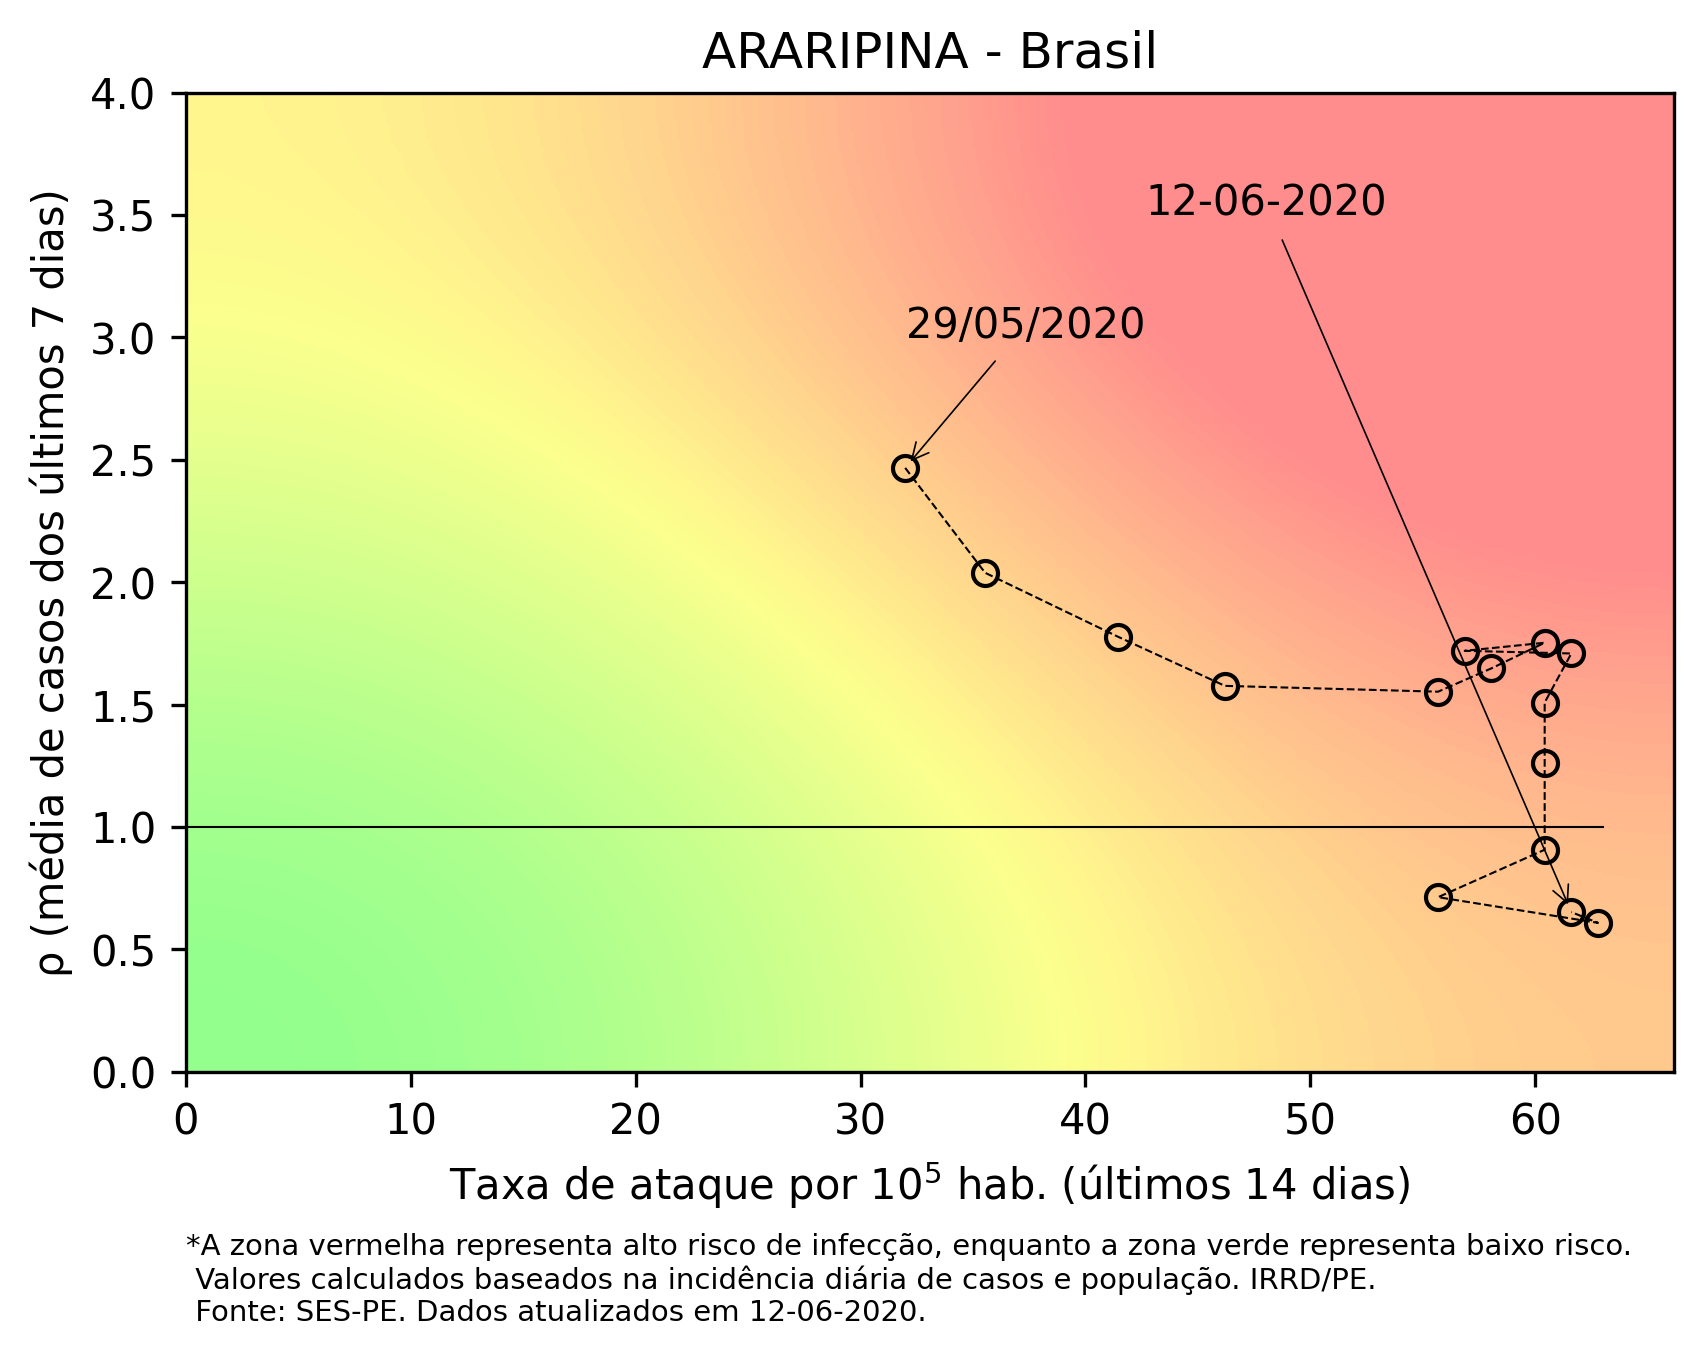 ARARIPINA - Brasil
4.0
3.5
3.0
2.5
2.0
1.5
1.0
0.5
0.0
ρ (média de casos dos últimos 7 dias)
12-06-2020
29/05/2020
0 10 20 30 40 50 60
Taxa de ataque por 10⁵ hab. (últimos 14 dias)
*A zona vermelha representa alto risco de infecção, enquanto a zona verde representa baixo risco.
Valores calculados baseados na incidência diária de casos e população. IRRD/PE.
Fonte: SES-PE. Dados atualizados em 12-06-2020.